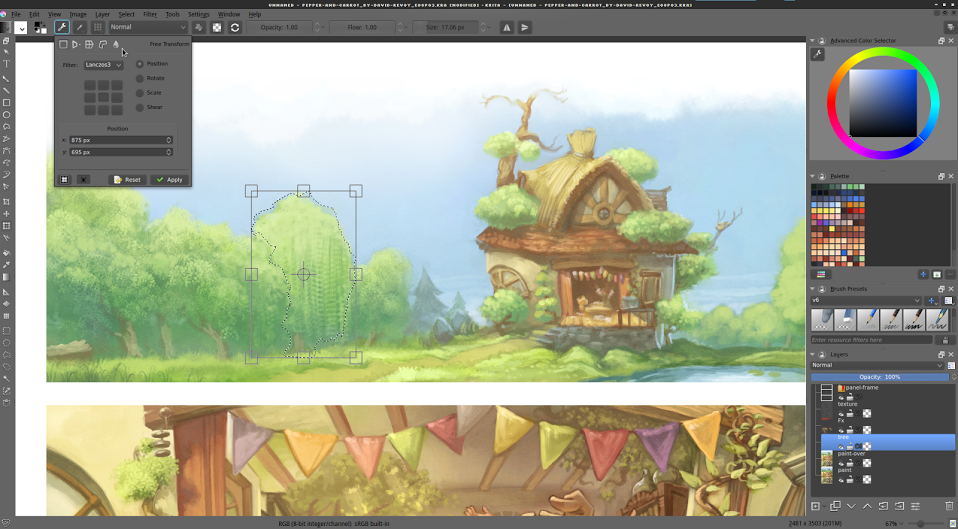 (UNNAMED) - PEPPER-AND-CARROT_BY-DAVID-REVOY_E09P03.KRA [MODIFIED] - KRITA (UNNAMED) - PEPPER-AND-CARROT_BY-DAVID-REVOY_E09P03.KRA
File Edit View Image Layer Select Filter Tools Settings Window Help
Normal Opacity: 1.00 Flow: 1.00 Size: 17.06 px
Free Transform
Filter: Lanczos3 Position
Rotate
Scale
Shear
Position
x: 875 px
y: 695 px
Reset Apply
Advanced Color Selector
Palette
Brush Presets
v6
Enter resource filters here
Layers
Normal
Opacity: 100%
panel-frame
texture
Fx
tree
paint-over
paint
RGB (8-bit integer/channel) sRGB built-in 2481 x 3503 (201M) 67%